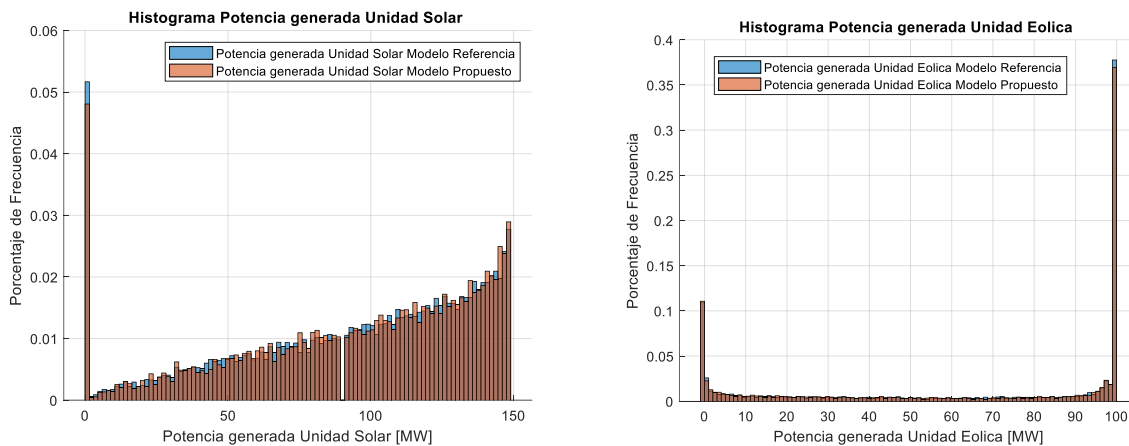 Histograma Potencia generada Unidad Solar
0.06
0.05
0.04
0.03
0.02
0.01
0
Porcentaje de Frecuencia
Potencia generada Unidad Solar Modelo Referencia
Potencia generada Unidad Solar Modelo Propuesto
0 50 100 150
Potencia generada Unidad Solar [MW]
Histograma Potencia generada Unidad Eolica
0.4
0.35
0.3
0.25
0.2
0.15
0.1
0.05
0
Porcentaje de Frecuencia
Potencia generada Unidad Eolica Modelo Referencia
Potencia generada Unidad Eolica Modelo Propuesto
0 10 20 30 40 50 60 70 80 90 100
Potencia generada Unidad Eolica [MW]